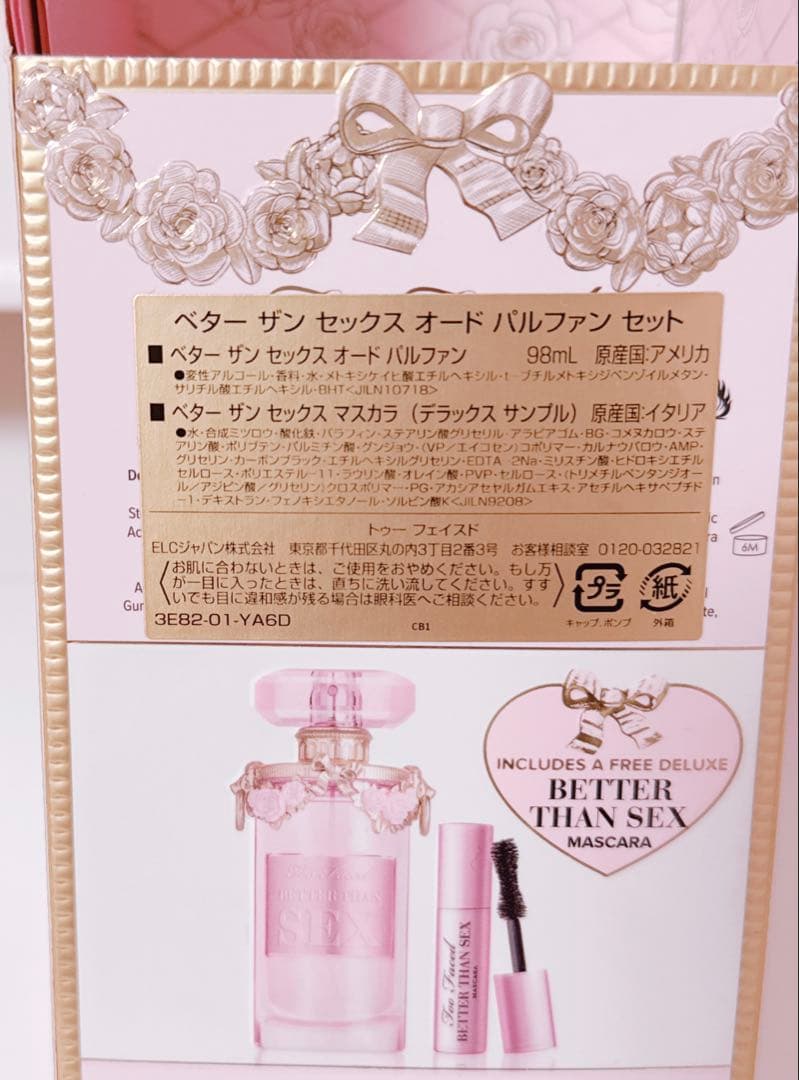 ベター ザン セックス オード パルファン セット
■ ベター ザン セックス オード パルファン 98mL 原産国:アメリカ
●変性アルコール・香料・水・メトキシケイヒ酸エチルヘキシル・t-ブチルメトキシジベンゾイルメタン・
サリチル酸エチルヘキシル・BHT<JILN10718>
■ ベター ザン セックス マスカラ（デラックス サンプル） 原産国:イタリア
●水・合成ミツロウ・酸化鉄・パラフィン・ステアリン酸グリセリル・アラビアゴム・BG・コメヌカロウ・ステ
アリン酸・ポリブテン・パルミチン酸・グンジョウ・(VP/エイコセン)コポリマー・カルナウバロウ・AMP・
グリセリン・カーボンブラック・エチルヘキシルグリセリン・EDTA-2Na・ミリスチン酸・ヒドロキシエチル
セルロース・ポリエステル-11・ラウリン酸・オレイン酸・PVP・セルロース・(トリメチルペンタンジオー
ル/アジピン酸/グリセリン)クロスポリマー・PG・アカシアセヤルガムエキス・アセチルヘキサペプチド
-1・デキストラン・フェノキシエタノール・ソルビン酸K<JILN9208>
トゥー フェイスド
ELCジャパン株式会社 東京都千代田区丸の内3丁目2番3号 お客様相談室 0120-032821
お肌に合わないときは、ご使用をおやめください。もし万
が一目に入ったときは、直ちに洗い流してください。すす
いでも目に違和感が残る場合は眼科医へご相談ください。
プラ
紙
キャップ、ポンプ
外箱
3E82-01-YA6D
CB1
6M
INCLUDES A FREE DELUXE
BETTER
THAN SEX
MASCARA
Too Faced
BETTER THAN
SEX
Too Faced
BETTER THAN SEX
MASCARA